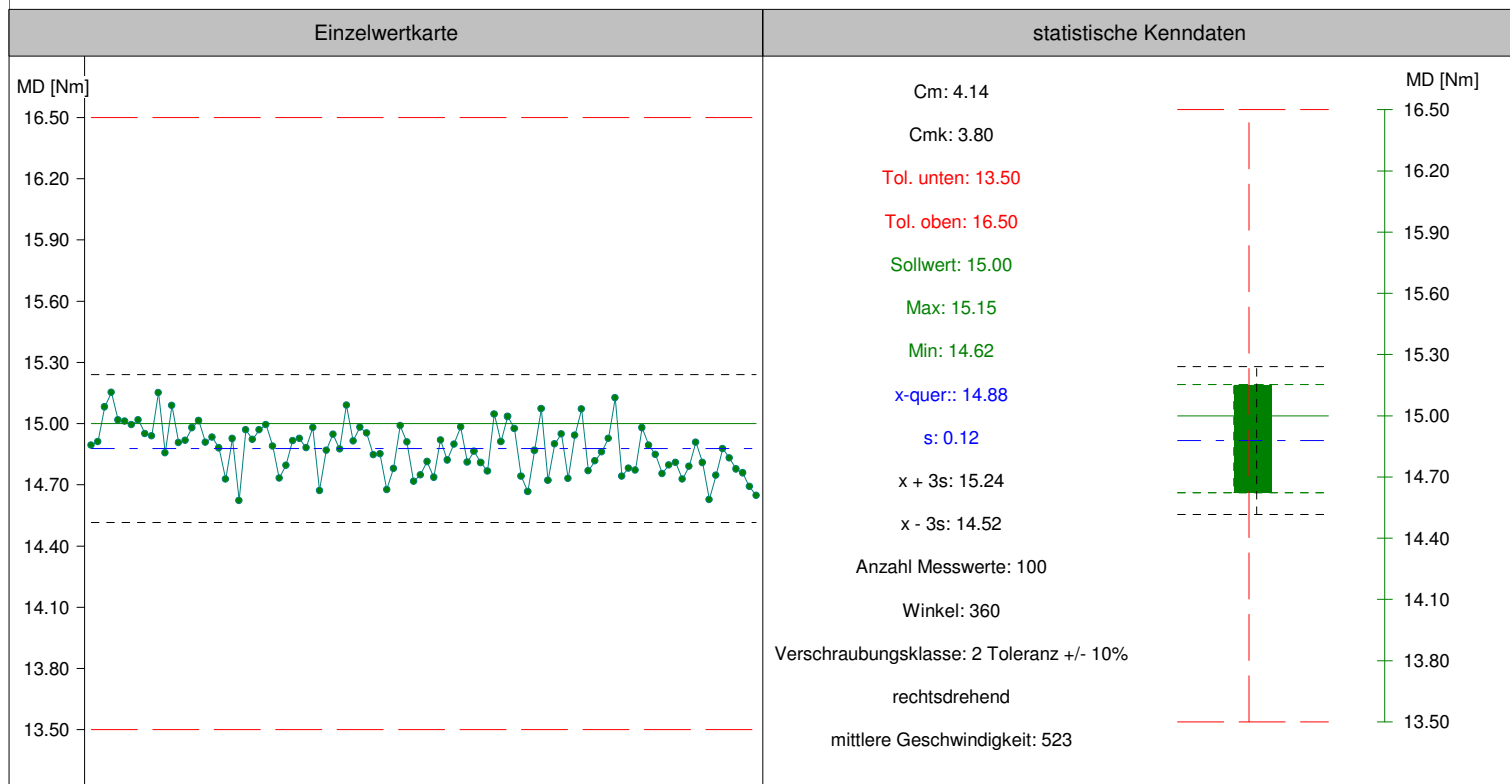 Einzelwertkarte
statistische Kenndaten
MD [Nm]
16.50
16.20
15.90
15.60
15.30
15.00
14.70
14.40
14.10
13.80
13.50
Cm: 4.14
Cmk: 3.80
Tol. unten: 13.50
Tol. oben: 16.50
Sollwert: 15.00
Max: 15.15
Min: 14.62
x-quer:: 14.88
s: 0.12
x + 3s: 15.24
x - 3s: 14.52
Anzahl Messwerte: 100
Winkel: 360
Verschraubungsklasse: 2 Toleranz +/- 10%
rechtsdrehend
mittlere Geschwindigkeit: 523
MD [Nm]
16.50
16.20
15.90
15.60
15.30
15.00
14.70
14.40
14.10
13.80
13.50